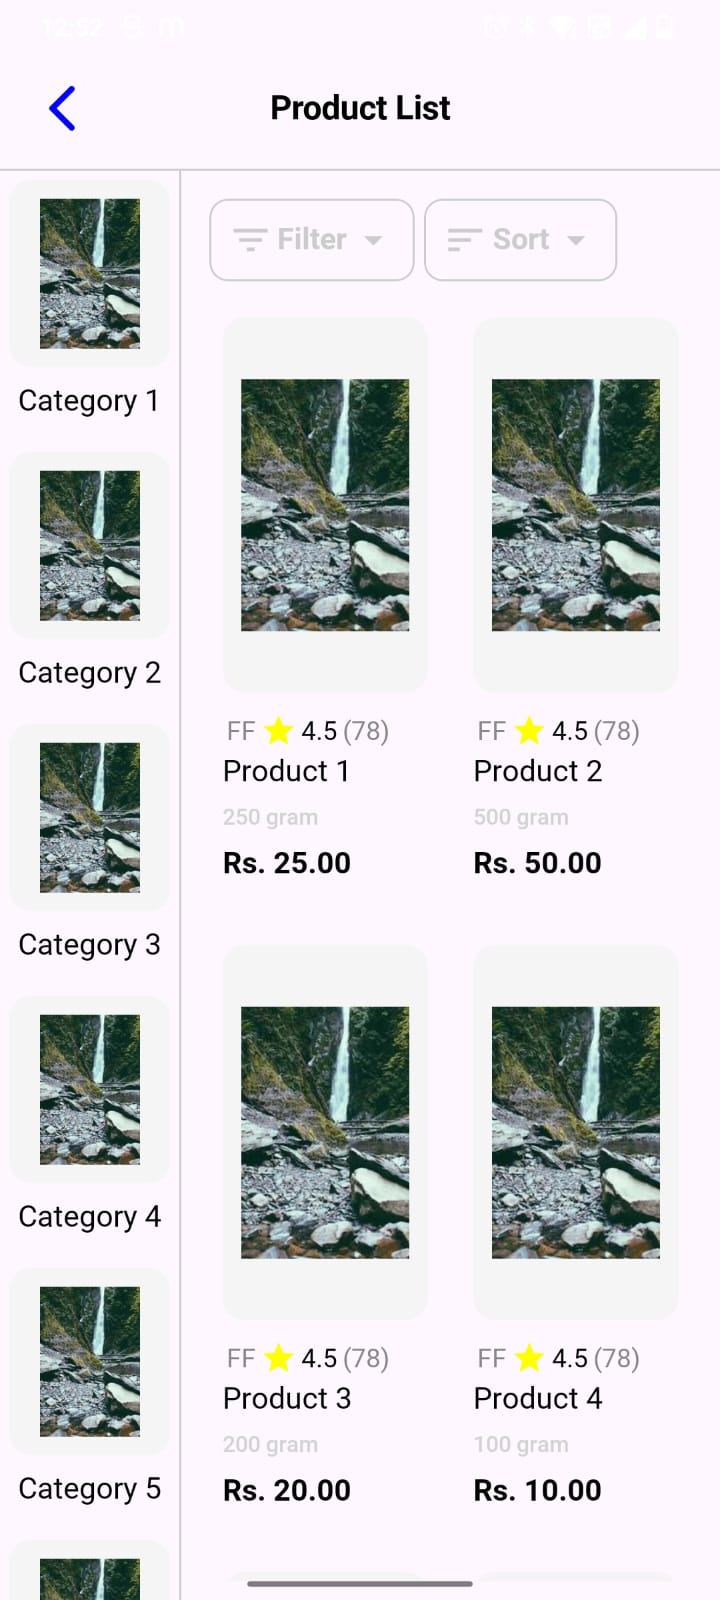 12:52
Product List
Filter
Sort
Category 1
Category 2
Category 3
Category 4
Category 5
FF 4.5 (78)
Product 1
250 gram
Rs. 25.00
FF 4.5 (78)
Product 2
500 gram
Rs. 50.00
FF 4.5 (78)
Product 3
200 gram
Rs. 20.00
FF 4.5 (78)
Product 4
100 gram
Rs. 10.00